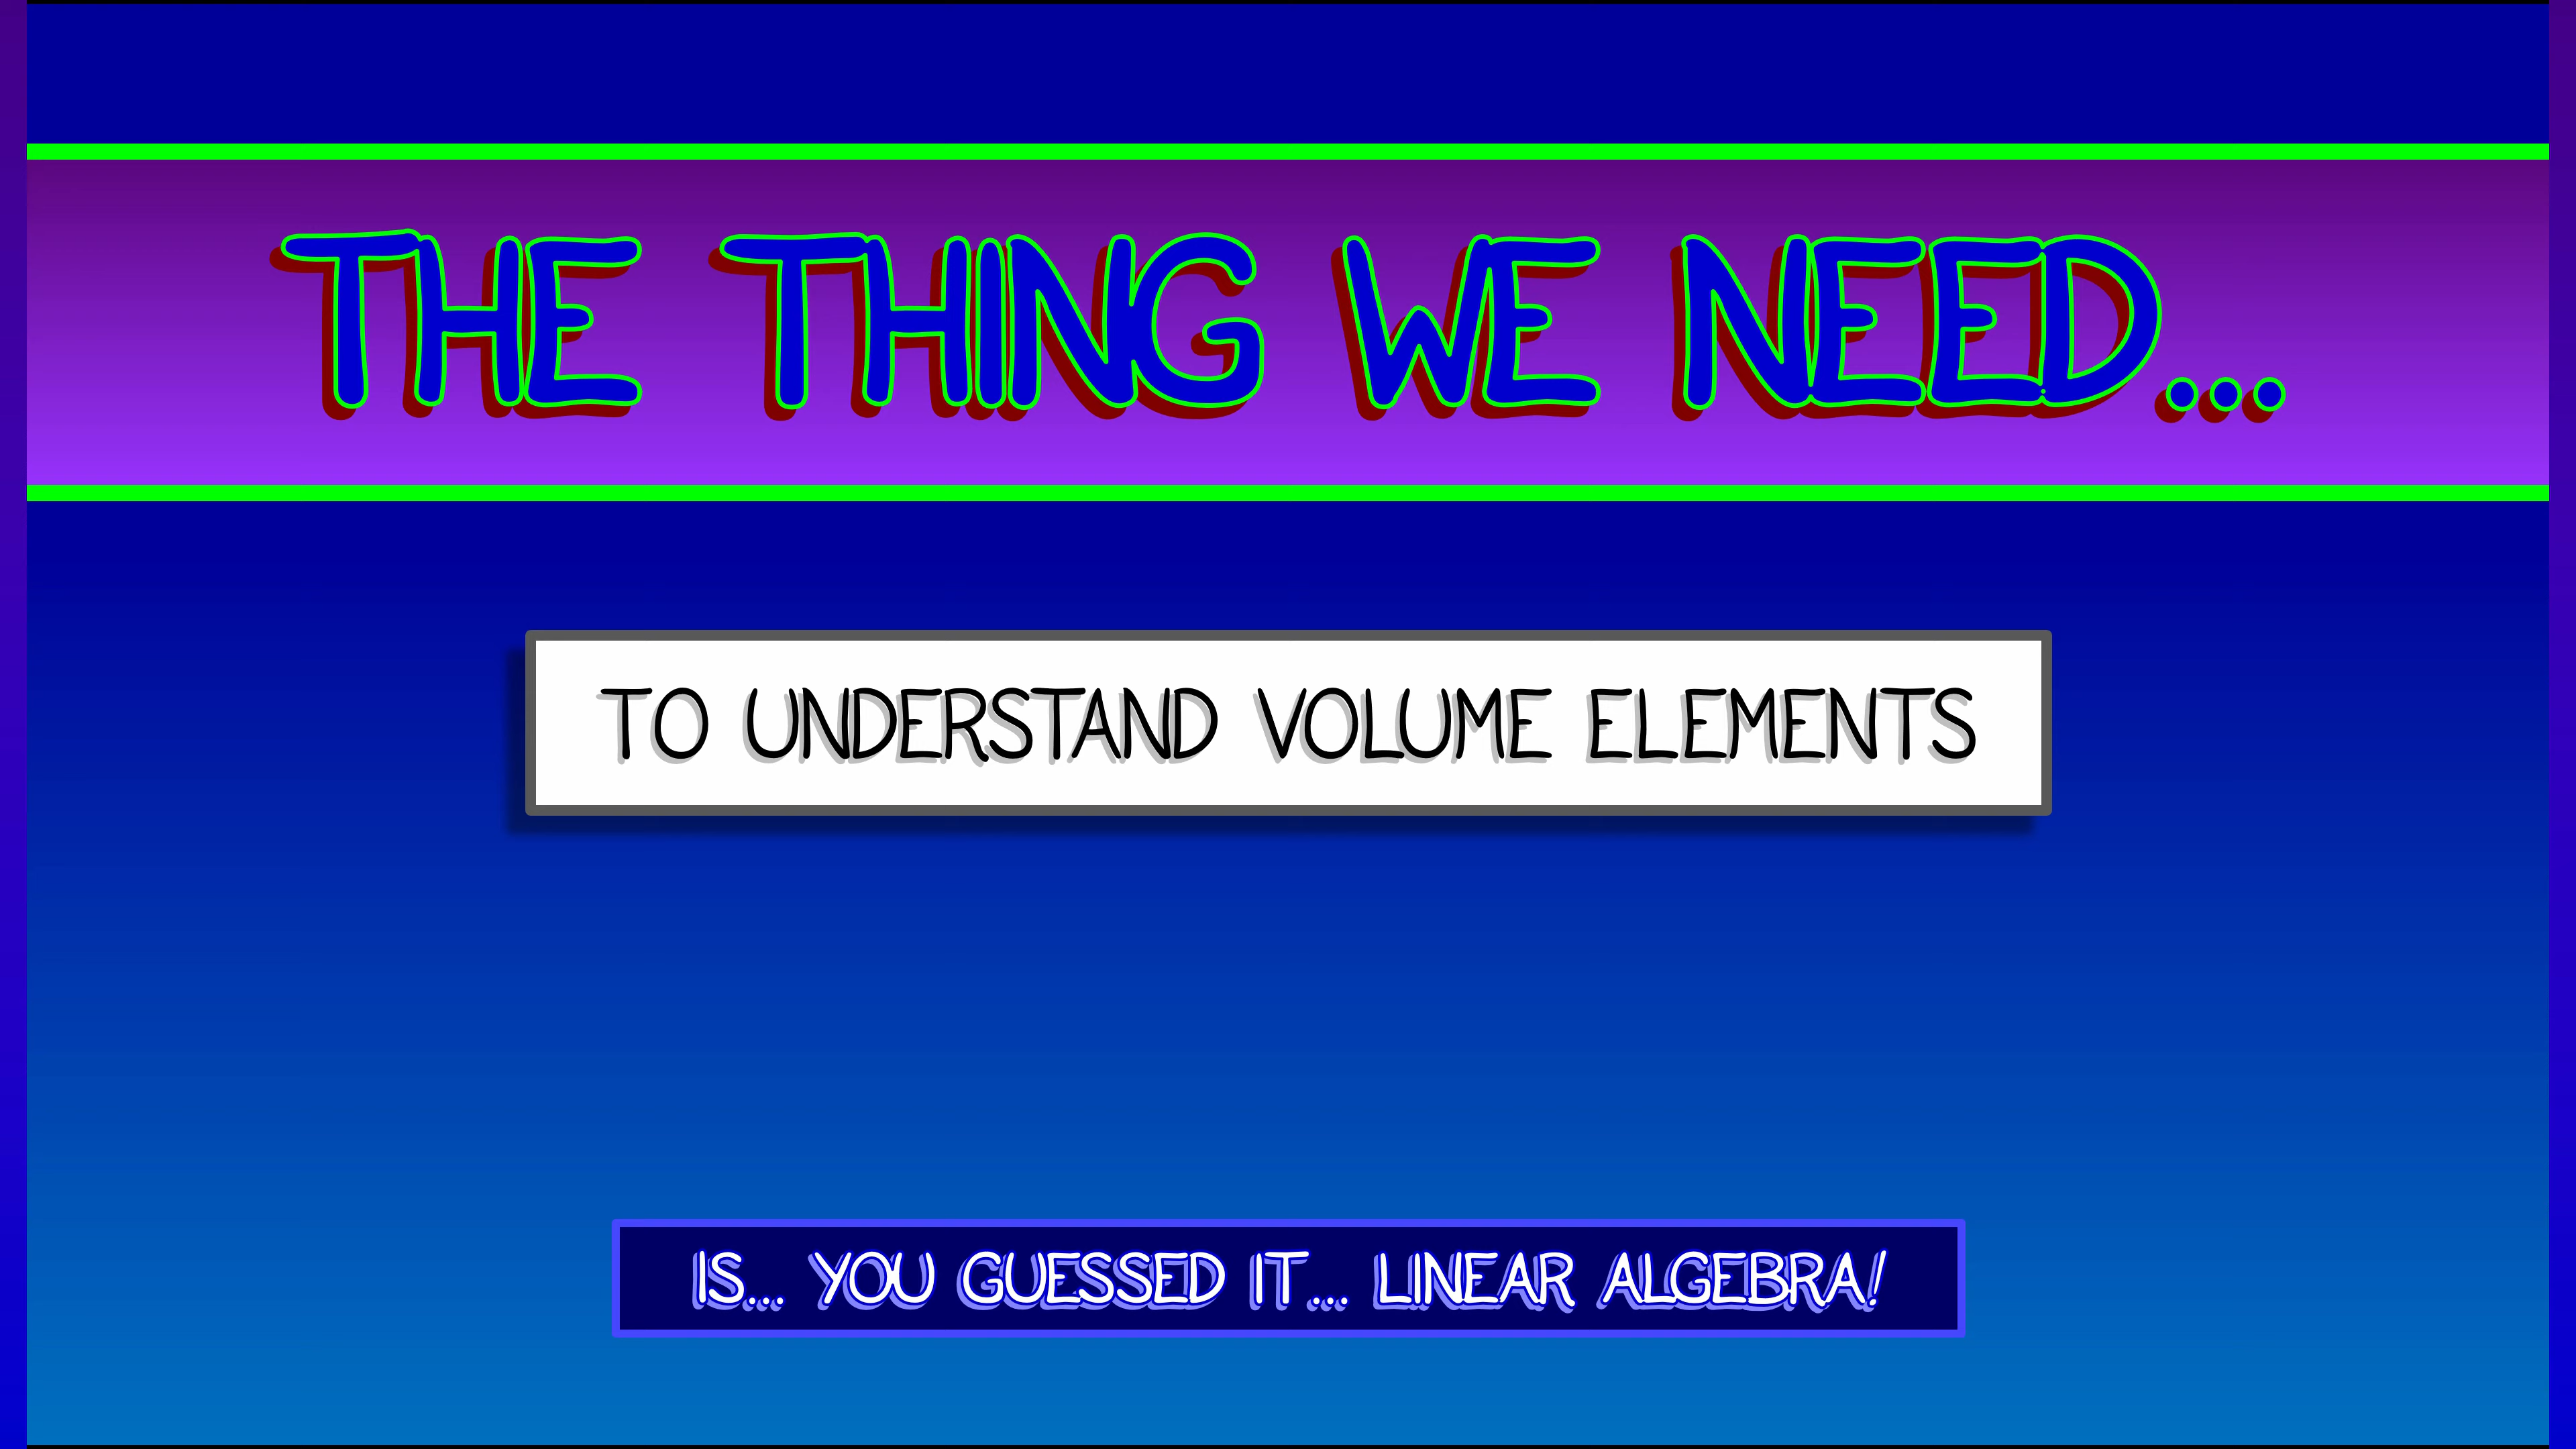 THE THING WE NEED...
TO UNDERSTAND VOLUME ELEMENTS
IS... YOU GUESSED IT... LINEAR ALGEBRA!